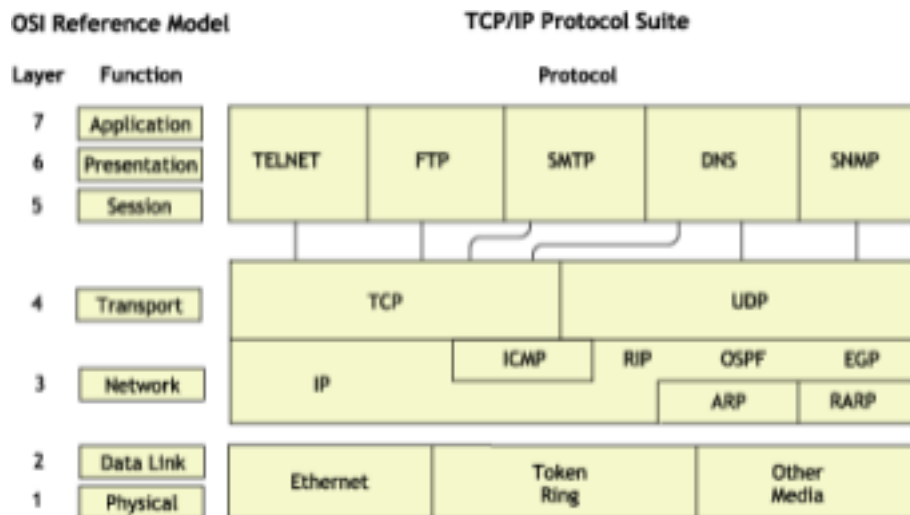 OSI Reference Model TCP/IP Protocol Suite
Layer Function Protocol
7 Application
6 Presentation TELNET FTP SMTP DNS SNMP
5 Session
4 Transport TCP UDP
ICMP RIP OSPF EGP
3 Network IP
ARP RARP
2 Data Link
Ethernet Token Ring Other Media
1 Physical